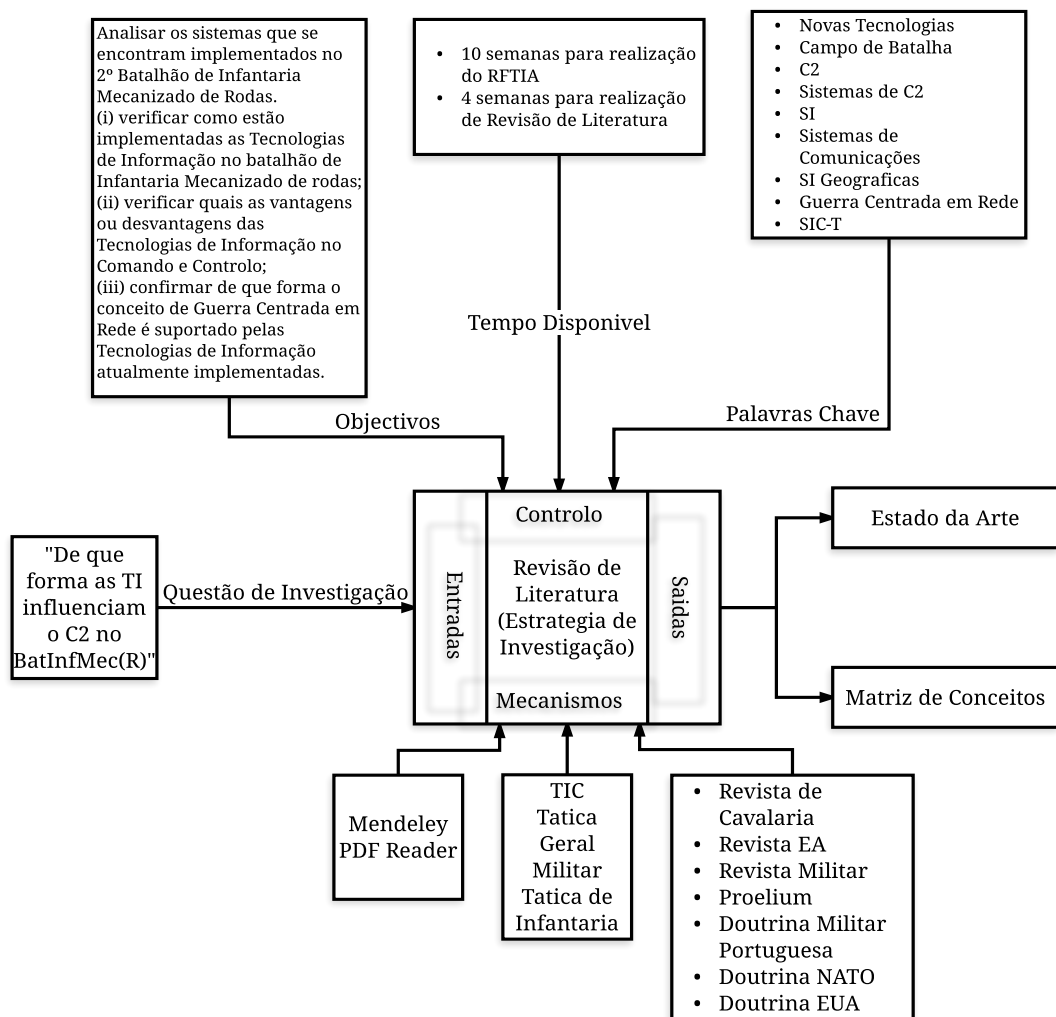 Analisar os sistemas que se
encontram implementados no
2º Batalhão de Infantaria
Mecanizado de Rodas.
(i) verificar como estão
implementadas as Tecnologias
de Informação no batalhão de
Infantaria Mecanizado de rodas;
(ii) verificar quais as vantagens
ou desvantagens das
Tecnologias de Informação no
Comando e Controlo;
(iii) confirmar de que forma o
conceito de Guerra Centrada em
Rede é suportado pelas
Tecnologias de Informação
atualmente implementadas.
• 10 semanas para realização
do RFTIA
• 4 semanas para realização
de Revisão de Literatura
• Novas Tecnologias
• Campo de Batalha
• C2
• Sistemas de C2
• SI
• Sistemas de
Comunicações
• SI Geograficas
• Guerra Centrada em Rede
• SIC-T
Tempo Disponivel
Objectivos
Palavras Chave
"De que
forma as TI
influenciam
o C2 no
BatInfMec(R)"
Questão de Investigação
Entradas
Controlo
Revisão de
Literatura
(Estrategia de
Investigação)
Mecanismos
Saidas
Estado da Arte
Matriz de Conceitos
Mendeley
PDF Reader
TIC
Tatica
Geral
Militar
Tatica de
Infantaria
• Revista de
Cavalaria
• Revista EA
• Revista Militar
• Proelium
• Doutrina Militar
Portuguesa
• Doutrina NATO
• Doutrina EUA